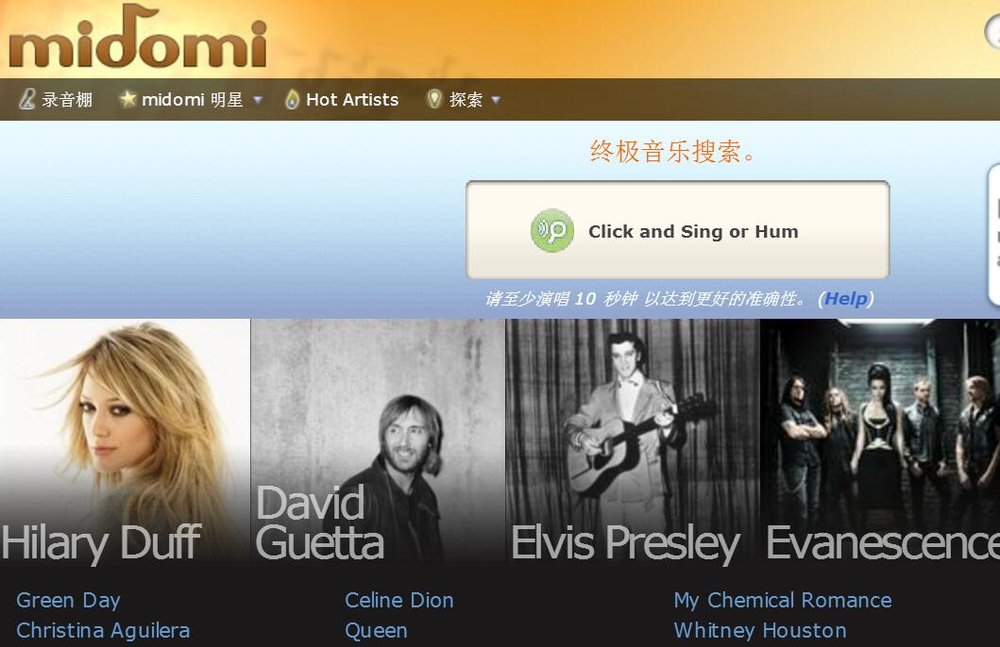 midomi
录音棚 midomi 明星 Hot Artists 探索
终极音乐搜索。
Click and Sing or Hum
请至少演唱 10 秒钟 以达到更好的准确性。 (Help)
Hilary Duff
David
Guetta
Elvis Presley
Evanescence
Green Day Celine Dion My Chemical Romance
Christina Aguilera Queen Whitney Houston